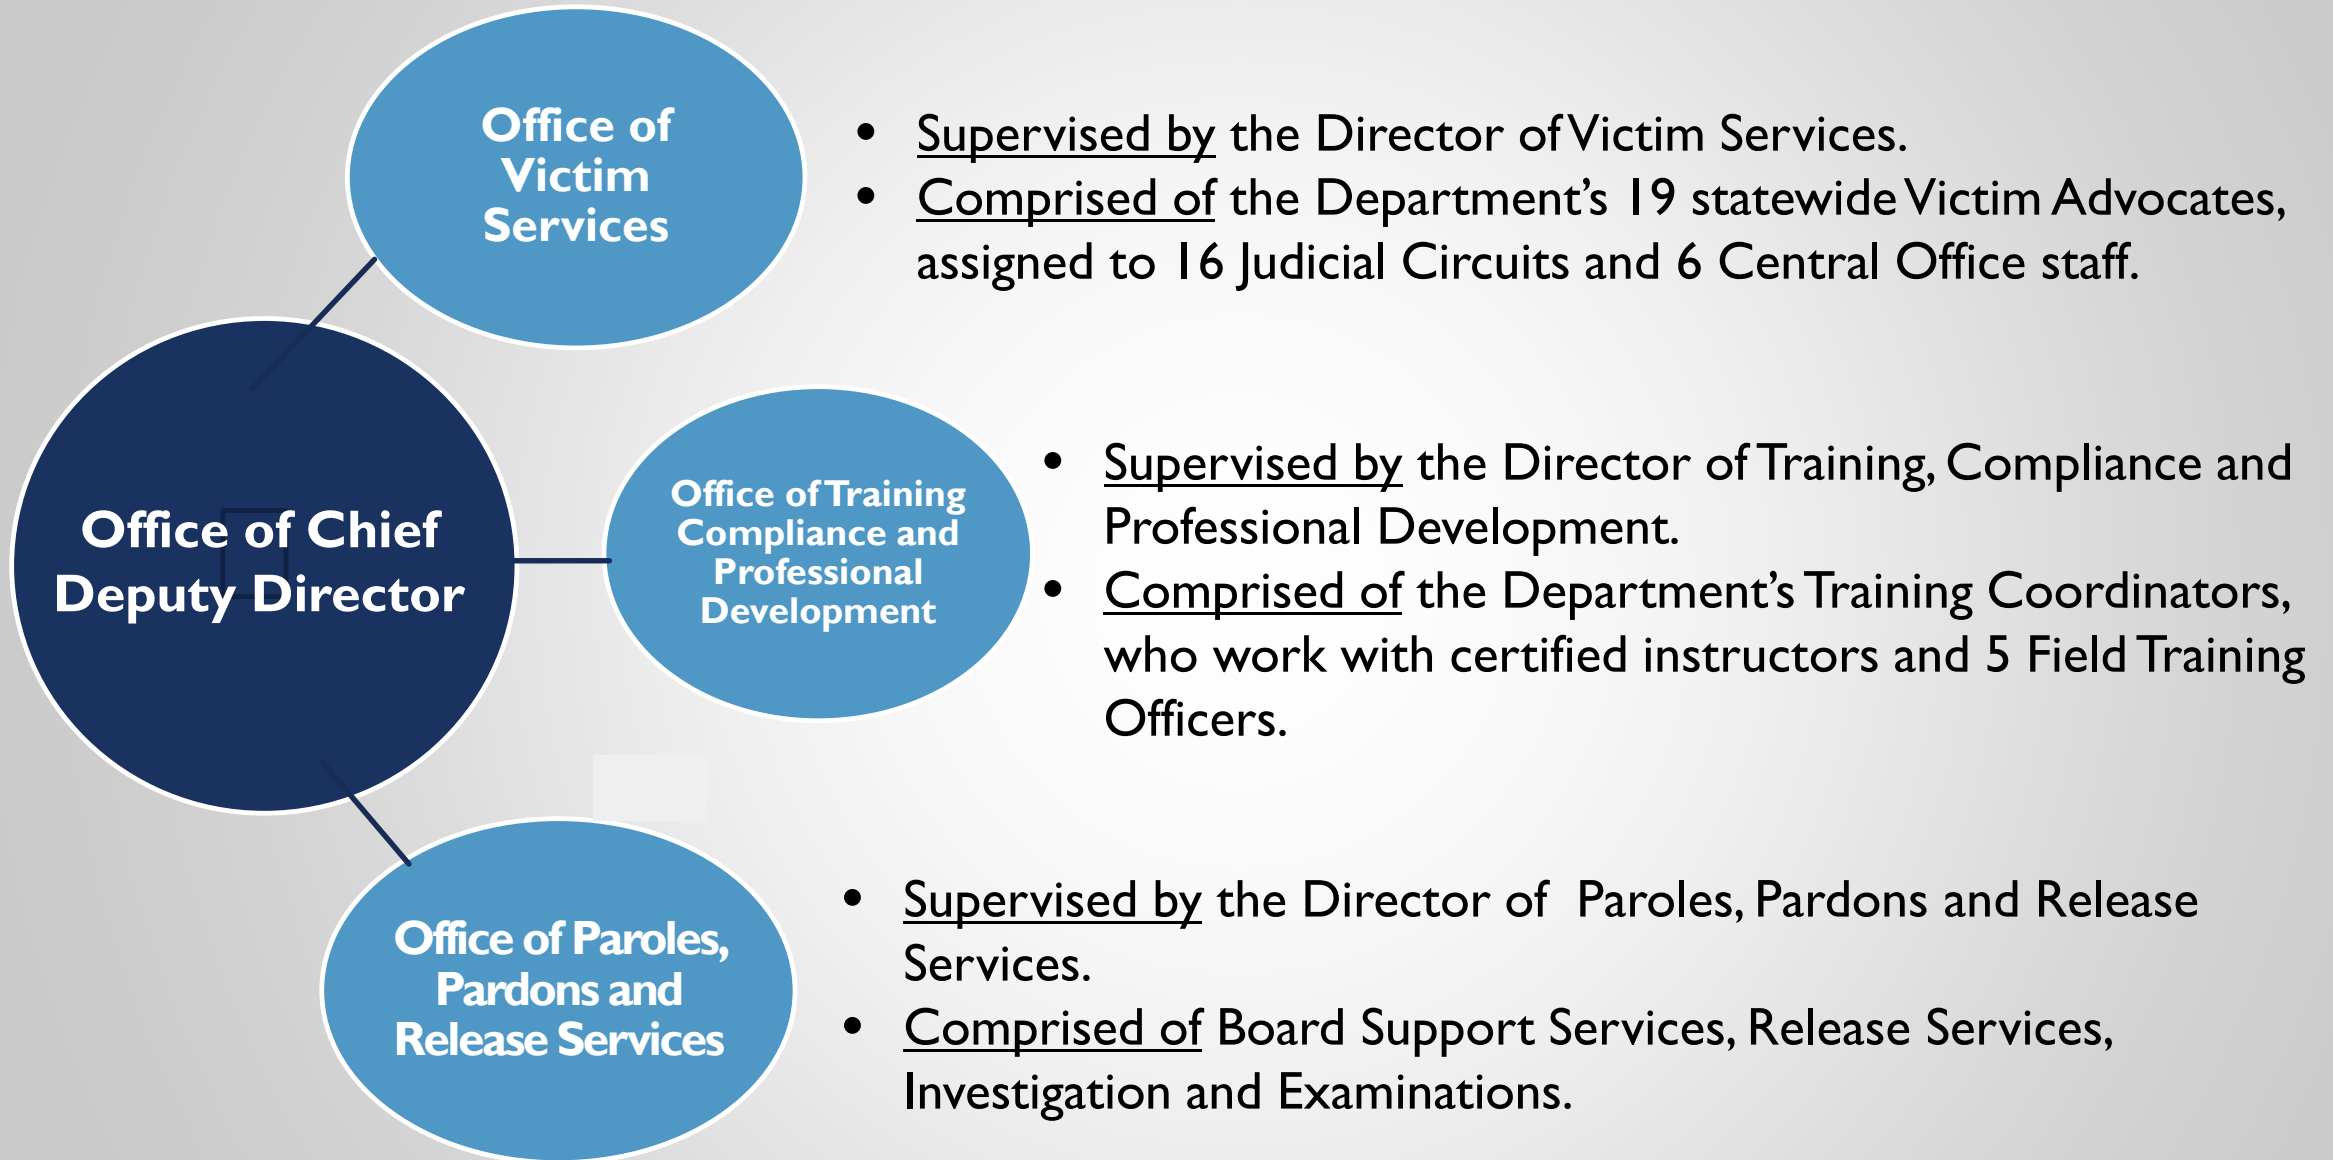 Office of
Victim
Services
• Supervised by the Director of Victim Services.
• Comprised of the Department’s 19 statewide Victim Advocates,
assigned to 16 Judicial Circuits and 6 Central Office staff.
Office of Chief
Deputy Director
Office of Training
Compliance and
Professional
Development
• Supervised by the Director of Training, Compliance and
Professional Development.
• Comprised of the Department’s Training Coordinators,
who work with certified instructors and 5 Field Training
Officers.
Office of Paroles,
Pardons and
Release Services
• Supervised by the Director of Paroles, Pardons and Release
Services.
• Comprised of Board Support Services, Release Services,
Investigation and Examinations.